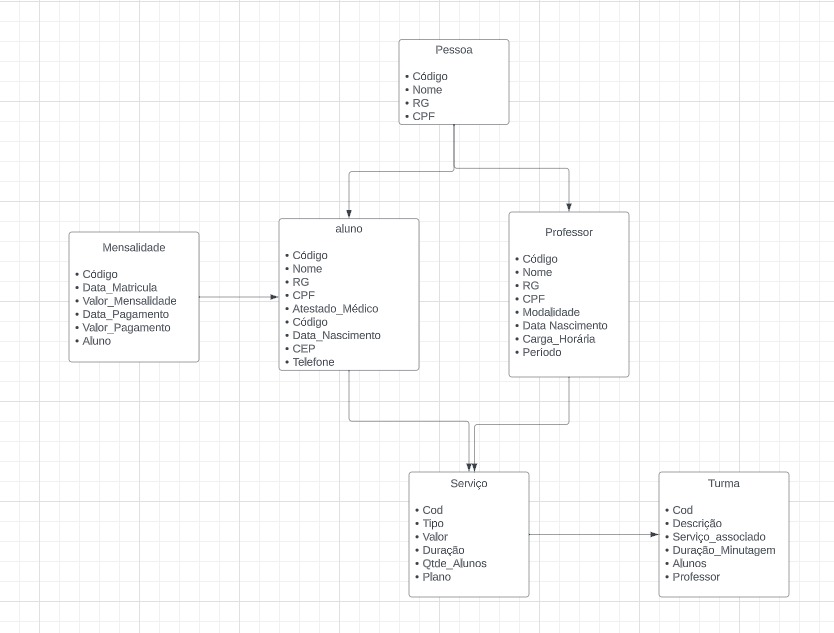 Pessoa
• Código
• Nome
• RG
• CPF
Mensalidade
• Código
• Data_Matricula
• Valor_Mensalidade
• Data_Pagamento
• Valor_Pagamento
• Aluno
aluno
• Código
• Nome
• RG
• CPF
• Atestado_Médico
• Código
• Data_Nascimento
• CEP
• Telefone
Professor
• Código
• Nome
• RG
• CPF
• Modalidade
• Data Nascimento
• Carga_Horária
• Período
Serviço
• Cod
• Tipo
• Valor
• Duração
• Qtde_Alunos
• Plano
Turma
• Cod
• Descrição
• Serviço_associado
• Duração_Minutagem
• Alunos
• Professor